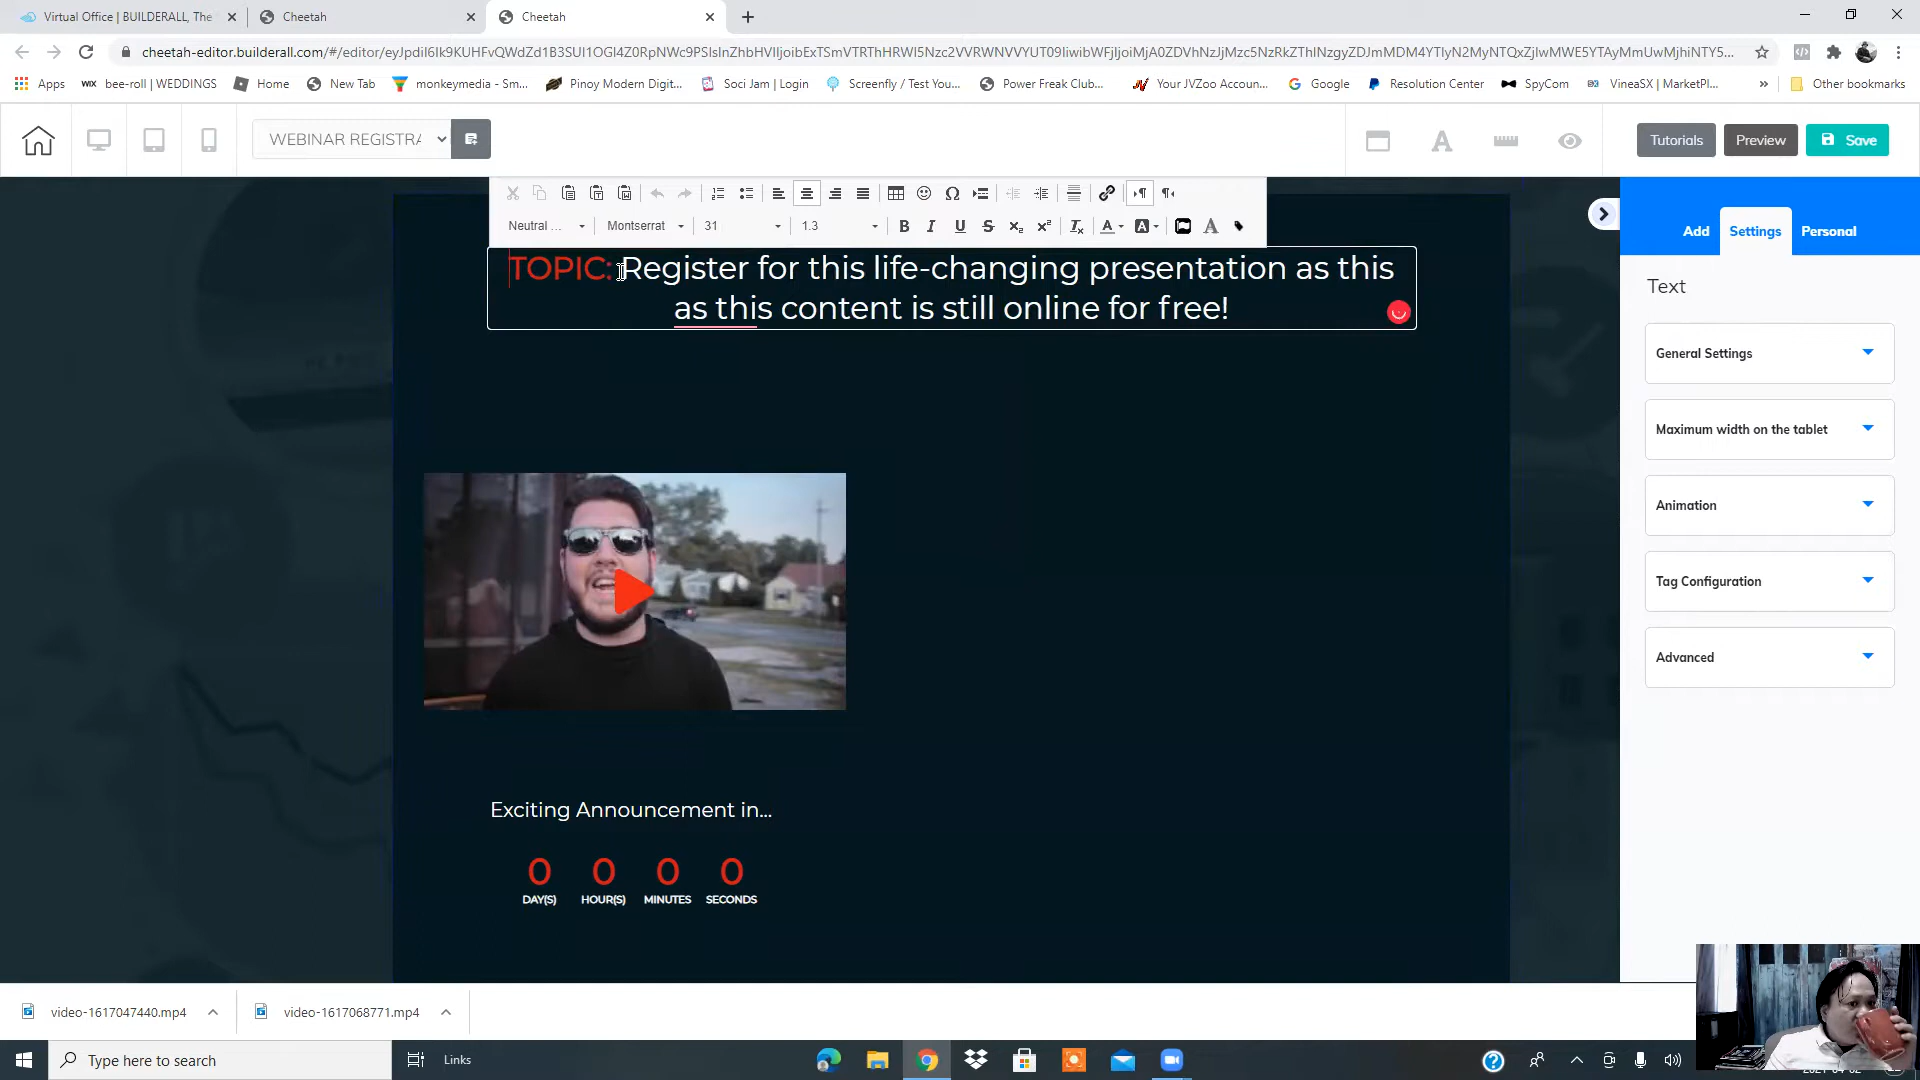 Virtual Office | BUILDERALL, The
Cheetah
Cheetah
cheetah-editor.builderall.com/#/editor/
Apps
WIX
bee-roll | WEDDINGS
Home
New Tab
monkeymedia - Sm...
Pinoy Modern Digit...
Soci Jam | Login
Screenfly / Test You...
Power Freak Club...
Your JVZoo Accoun...
Google
Resolution Center
SpyCom
VineaSX | MarketPl...
Other bookmarks
WEBINAR REGISTRA
Tutorials
Preview
Save
Neutral ...
Montserrat
31
1.3
TOPIC: Register for this life-changing presentation as this
as this content is still online for free!
Exciting Announcement in...
0 0 0 0
DAY(S) HOUR(S) MINUTES SECONDS
Add
Settings
Personal
Text
General Settings
Maximum width on the tablet
Animation
Tag Configuration
Advanced
video-1617047440.mp4
video-1617068771.mp4
Type here to search
Links